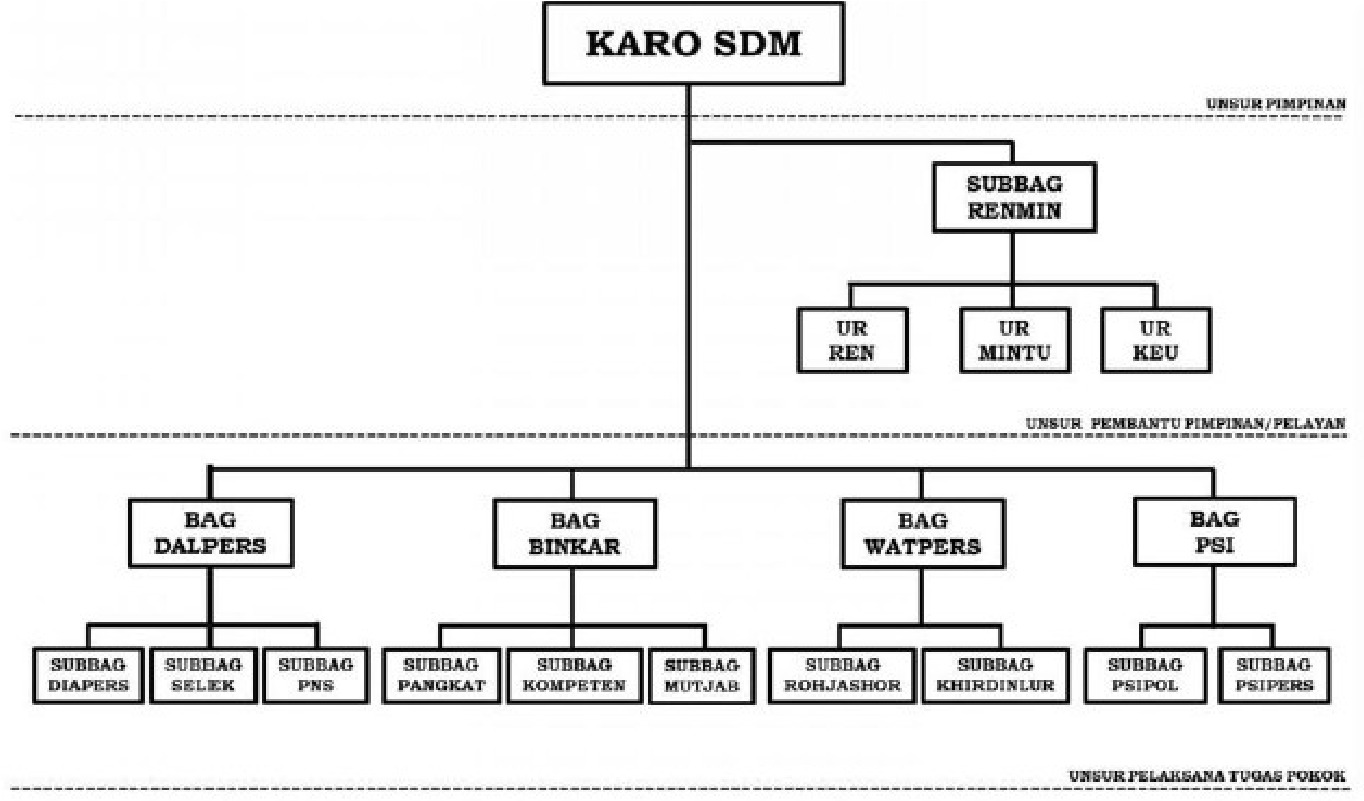 KARO SDM
UNSUR PIMPINAN
SUBBAG
RENMIN
UR
REN
UR
MINTU
UR
KEU
UNSUR PEMBANTU PIMPINAN/PELAYAN
BAG
DALPERS
BAG
BINKAR
BAG
WATPERS
BAG
PSI
SUBBAG
DIAPERS
SUBBAG
SELEK
SUBBAG
PNS
SUBBAG
PANGKAT
SUBBAG
KOMPETEN
SUBBAG
MUTJAB
SUBBAG
ROHJASHOR
SUBBAG
KHIRDINLUR
SUBBAG
PSIPOL
SUBBAG
PSIPERS
UNSUR PELAKSANA TUGAS POKOK